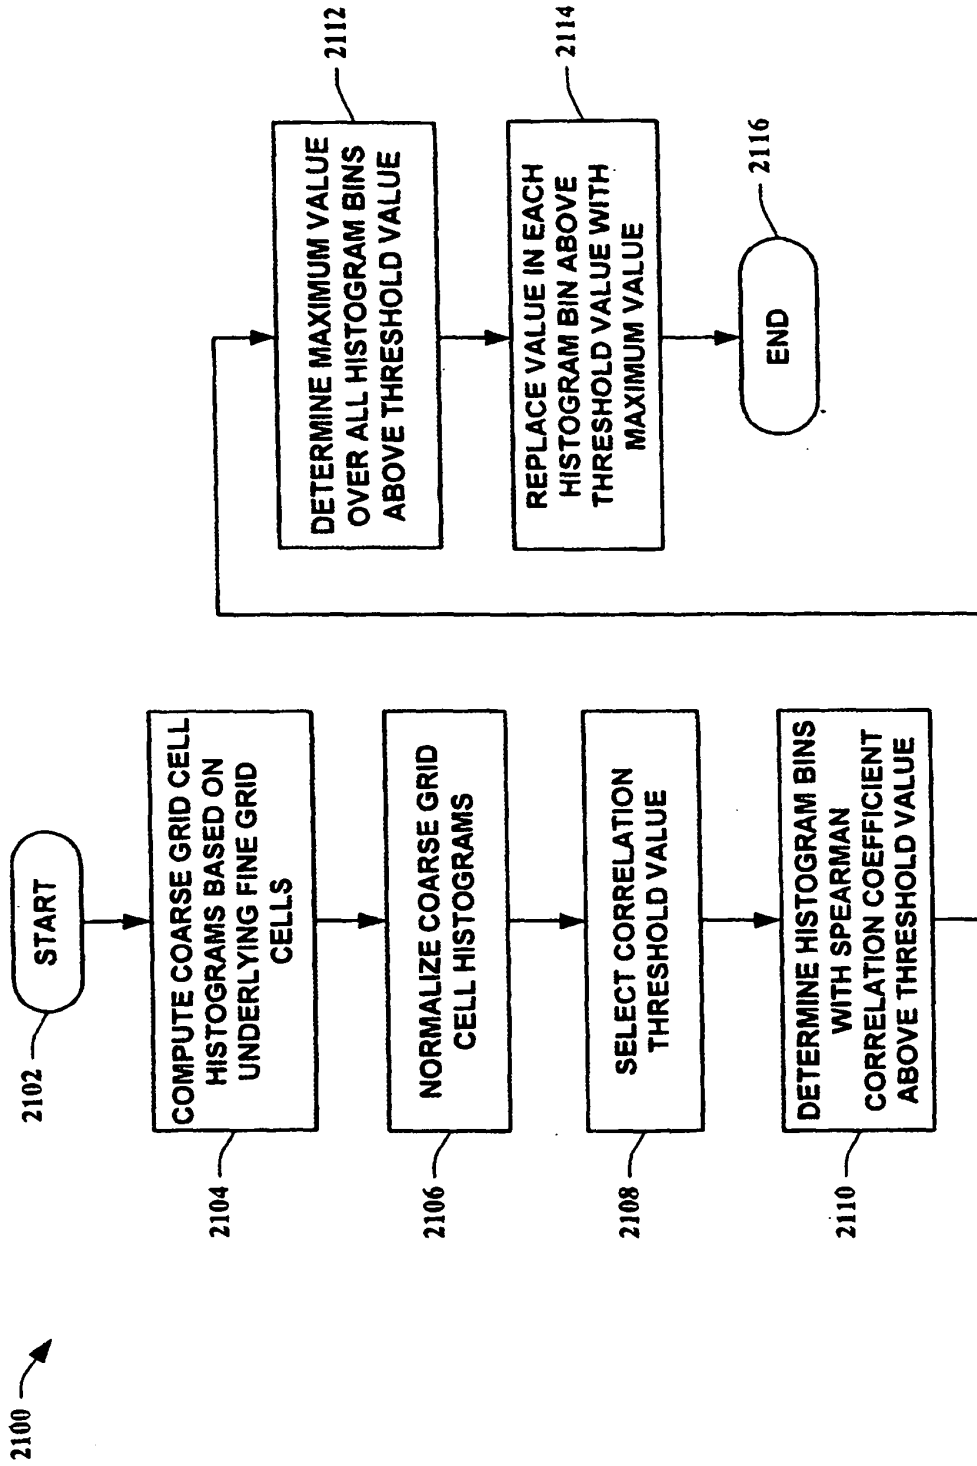 2100
2102
START
2104
COMPUTE COARSE GRID CELL
HISTOGRAMS BASED ON
UNDERLYING FINE GRID
CELLS
2106
NORMALIZE COARSE GRID
CELL HISTOGRAMS
2108
SELECT CORRELATION
THRESHOLD VALUE
2110
DETERMINE HISTOGRAM BINS
WITH SPEARMAN
CORRELATION COEFFICIENT
ABOVE THRESHOLD VALUE
2112
DETERMINE MAXIMUM VALUE
OVER ALL HISTOGRAM BINS
ABOVE THRESHOLD VALUE
2114
REPLACE VALUE IN EACH
HISTOGRAM BIN ABOVE
THRESHOLD VALUE WITH
MAXIMUM VALUE
2116
END